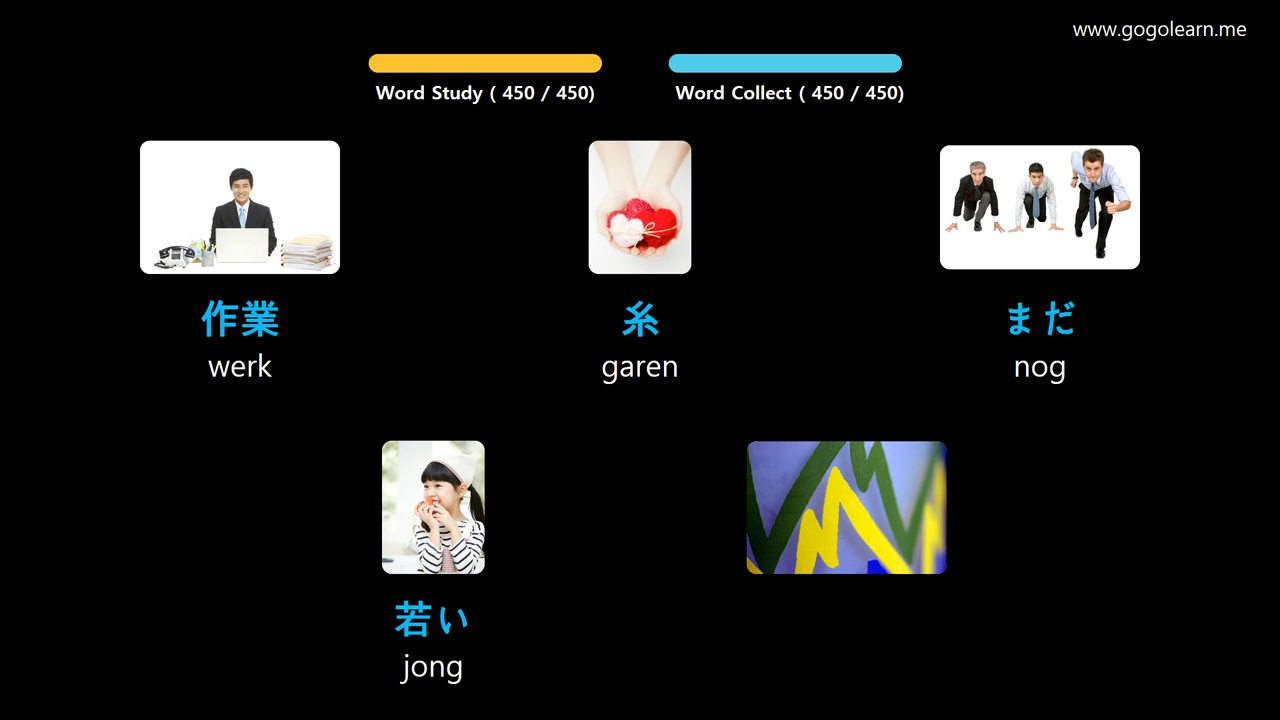 www.gogolearn.me
Word Study ( 450 / 450)
Word Collect ( 450 / 450)
作業
werk
糸
garen
まだ
nog
若い
jong